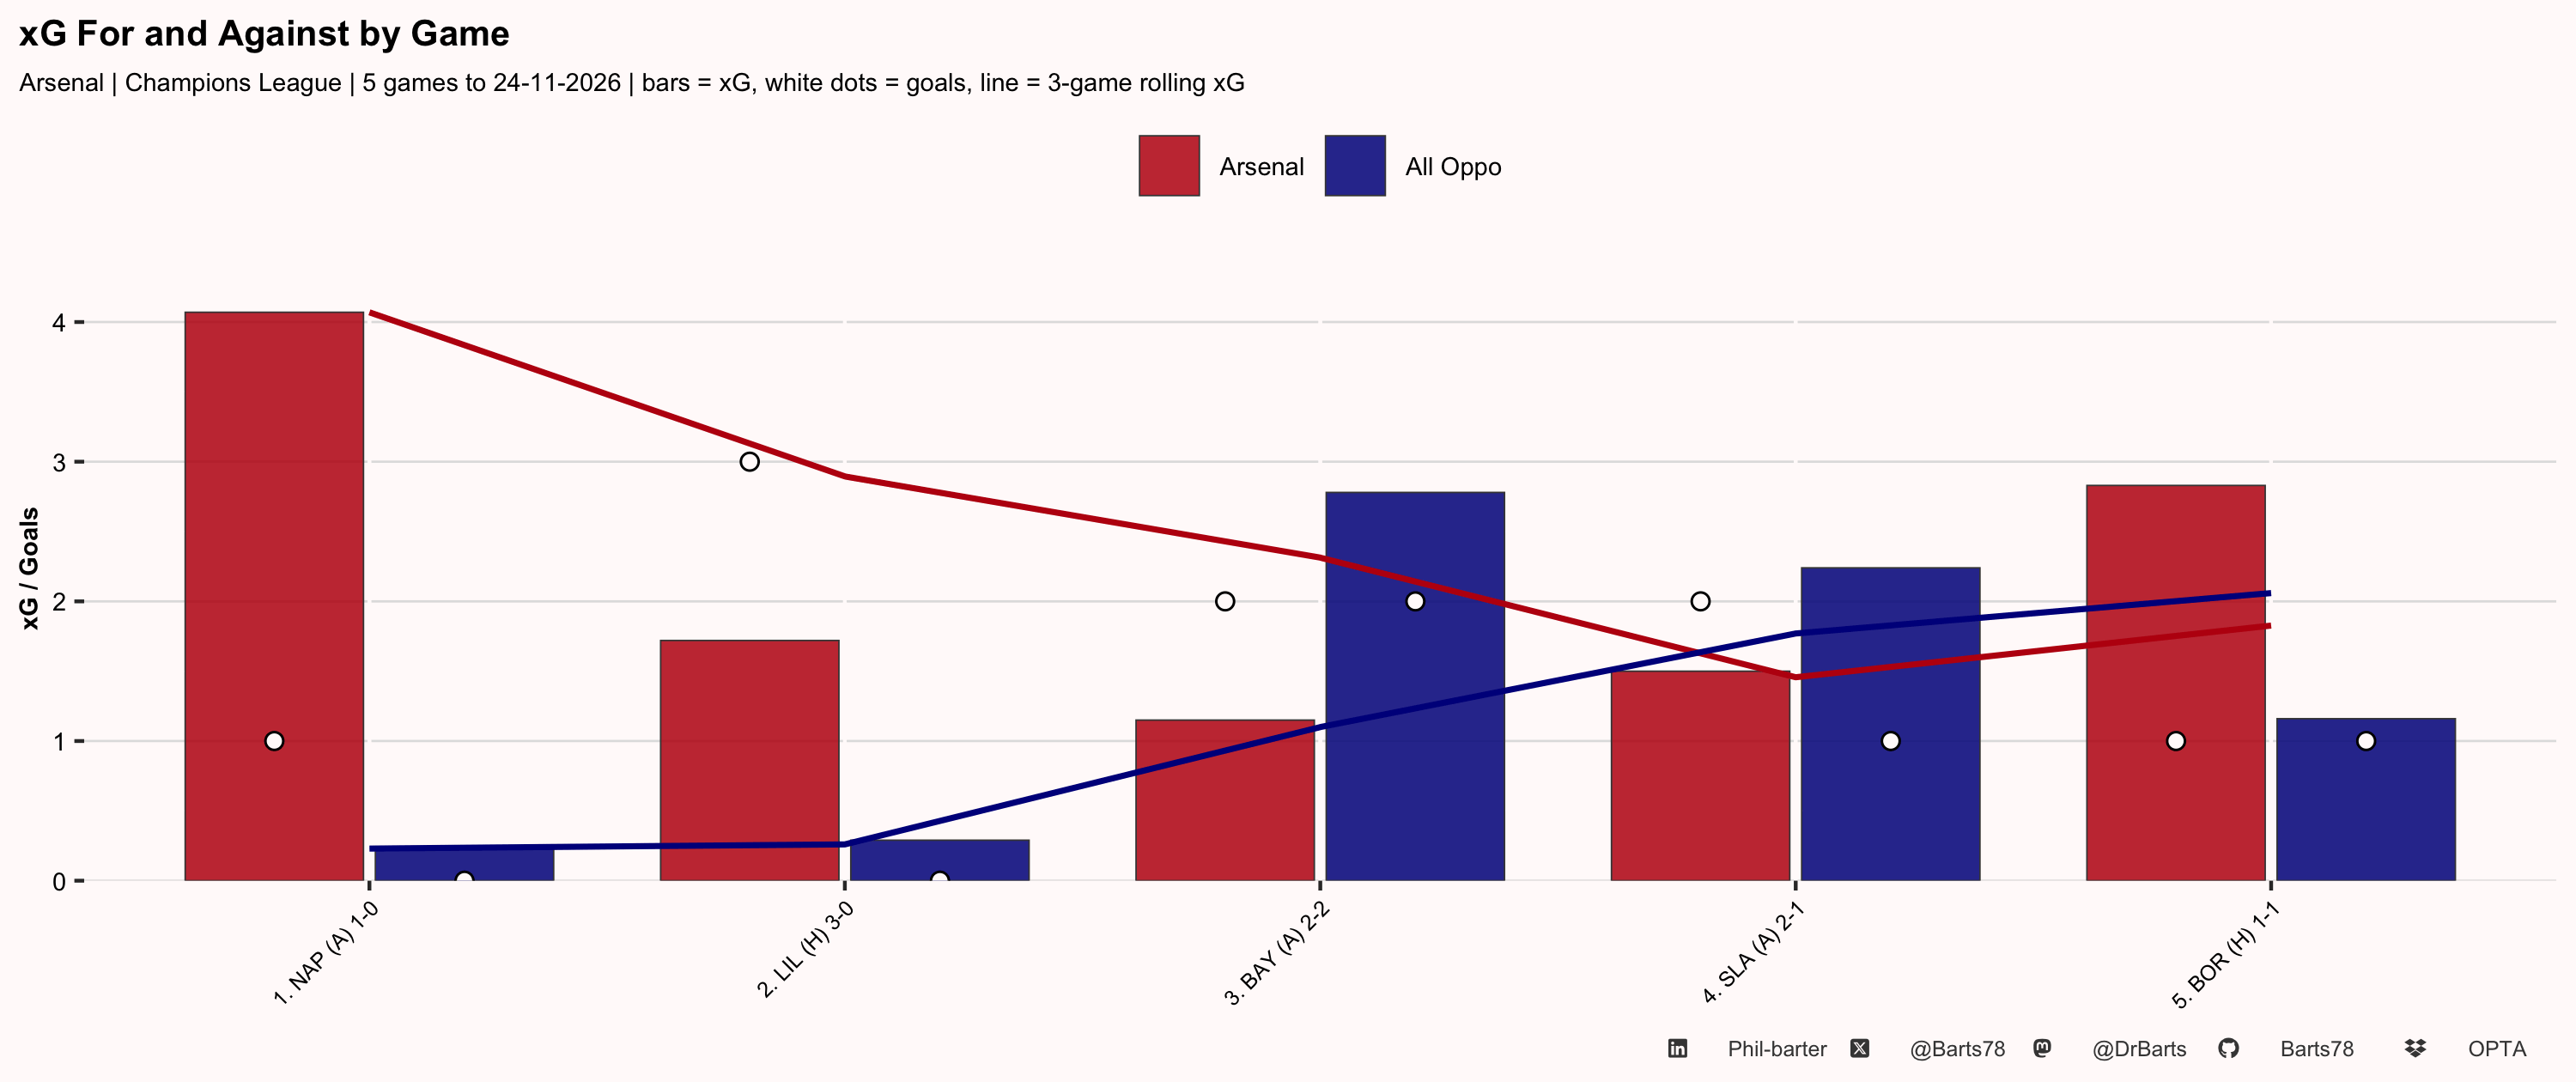 xG For and Against by Game
Arsenal | Champions League | 5 games to 24-11-2026 | bars = xG, white dots = goals, line = 3-game rolling xG
Arsenal
All Oppo
xG / Goals
4
3
2
1
0
1. NAP (A) 1-0
2. LIL (H) 3-0
3. BAY (A) 2-2
4. SLA (A) 2-1
5. BOR (H) 1-1
Phil-barter @Barts78 @DrBarts Barts78 OPTA